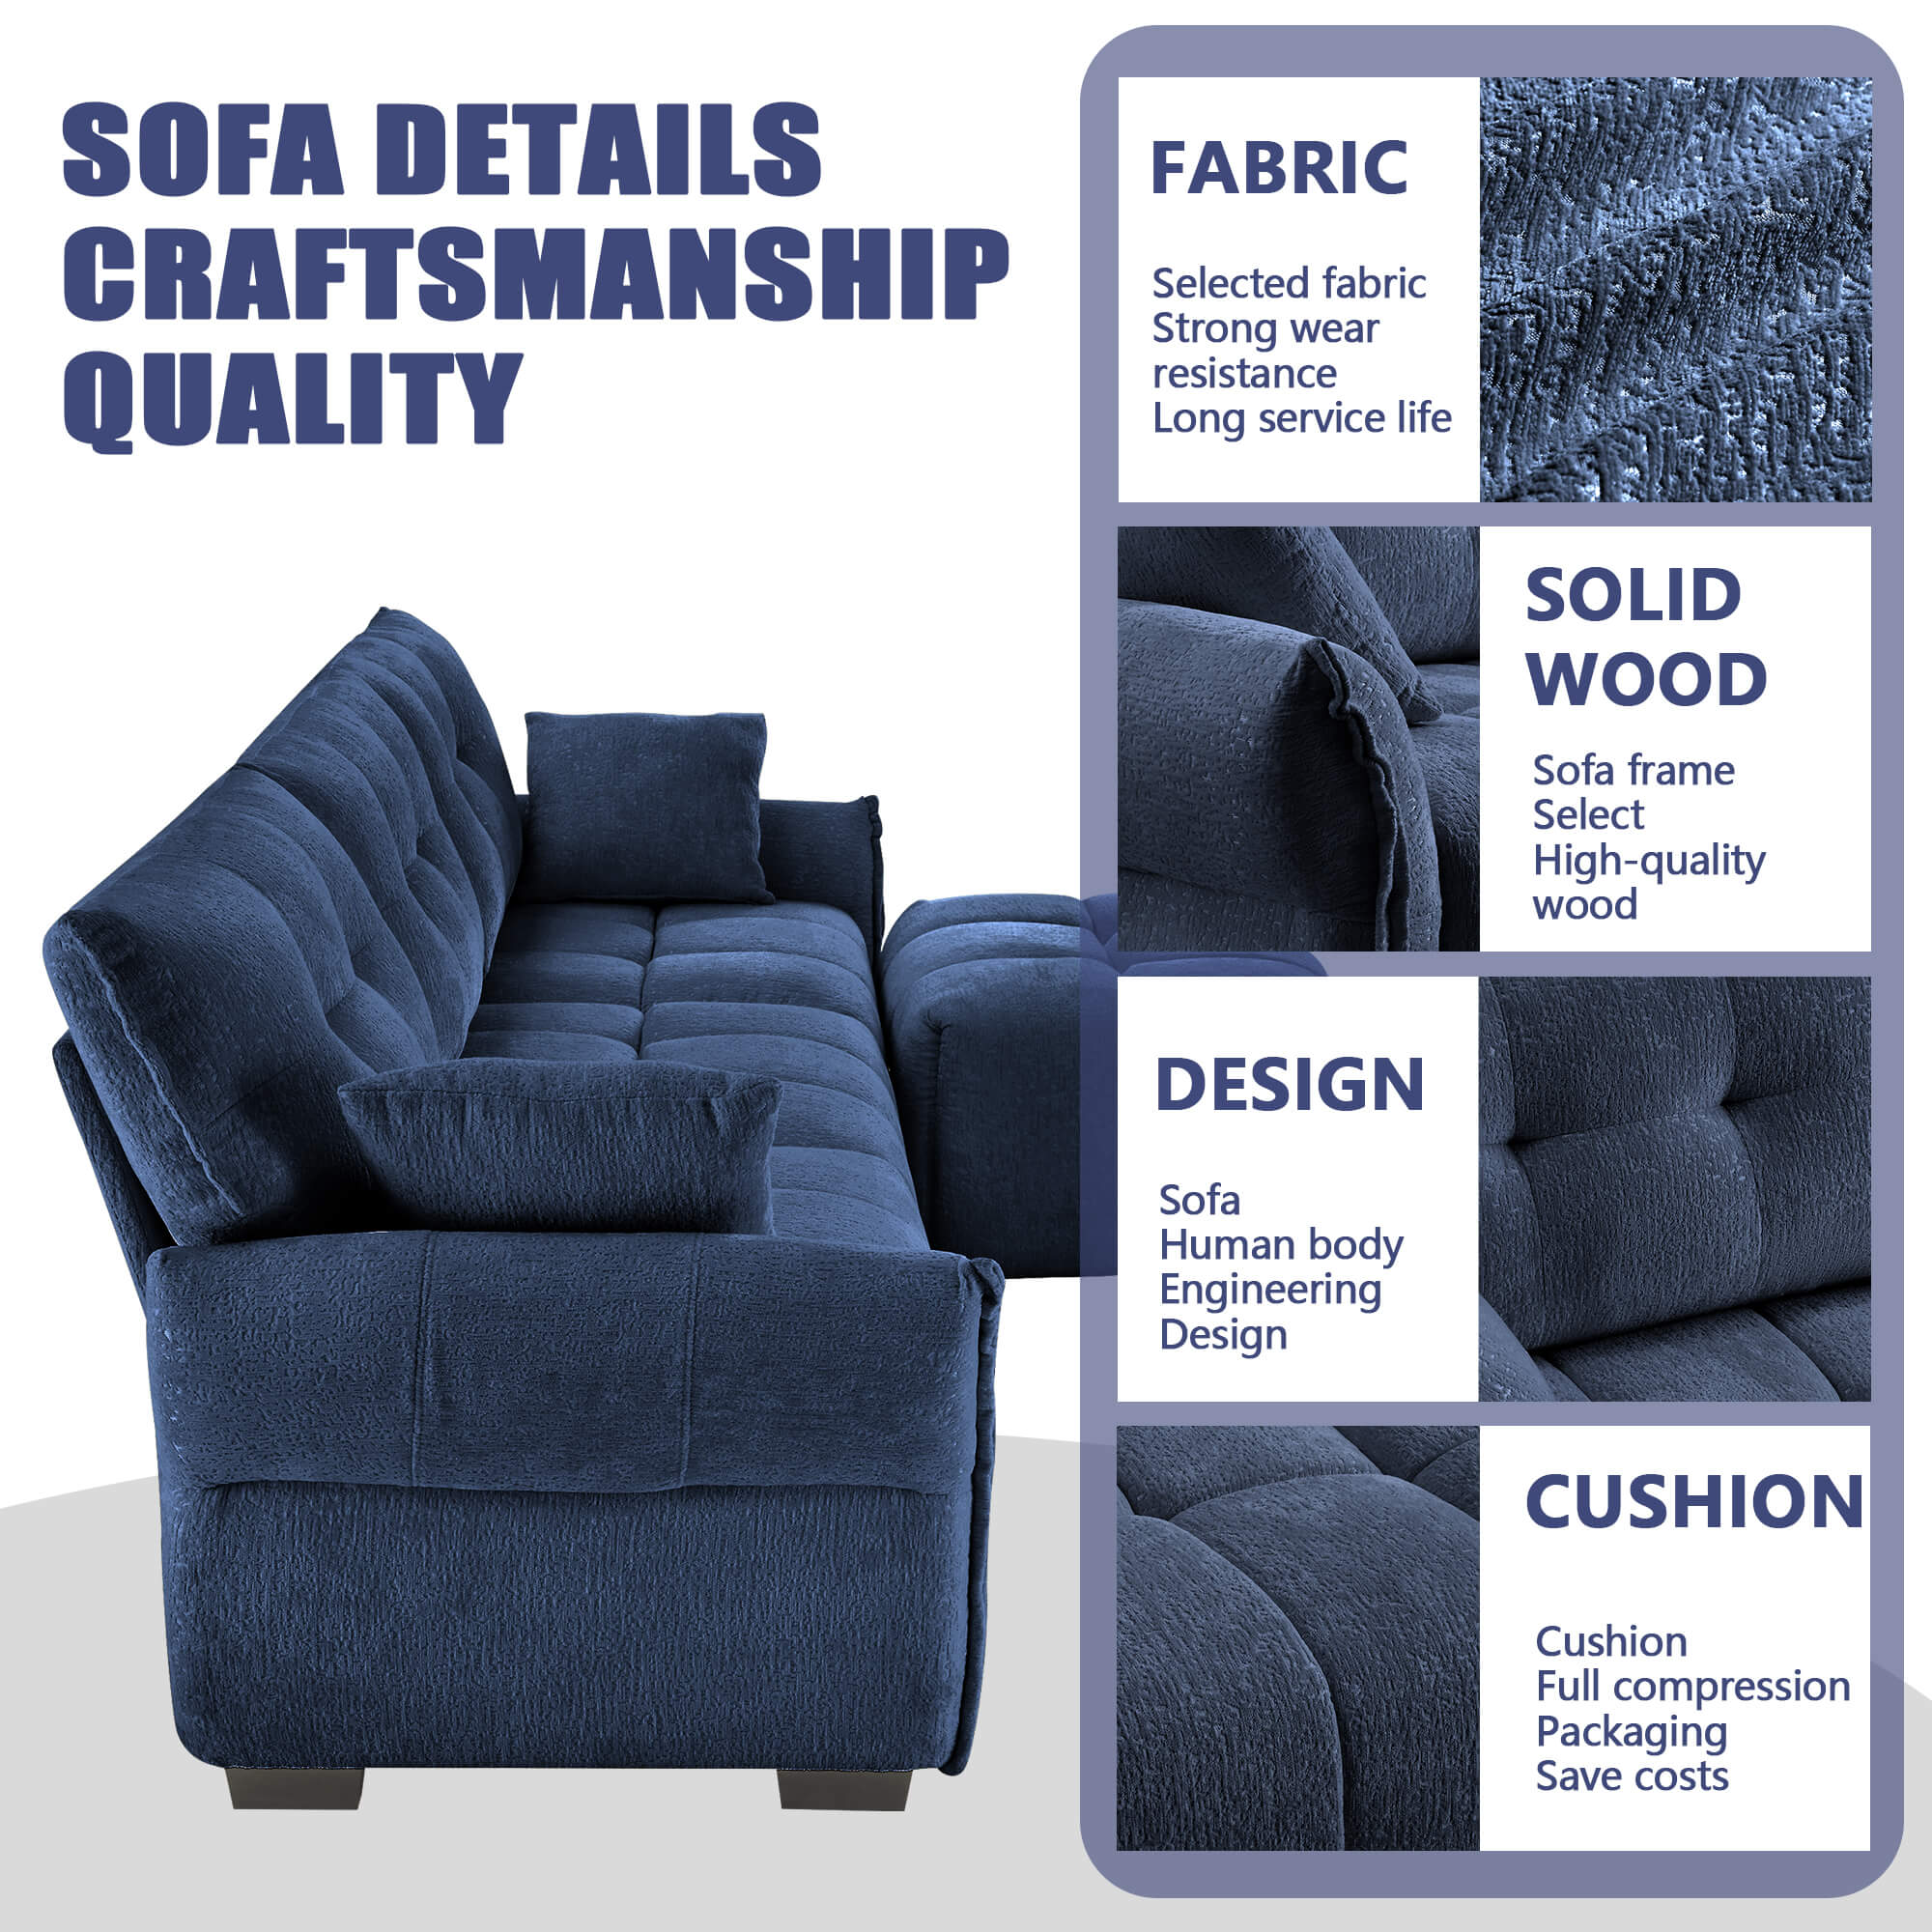 SOFA DETAILS
CRAFTSMANSHIP
QUALITY
FABRIC
Selected fabric
Strong wear
resistance
Long service life
SOLID
WOOD
Sofa frame
Select
High-quality
wood
DESIGN
Sofa
Human body
Engineering
Design
CUSHION
Cushion
Full compression
Packaging
Save costs